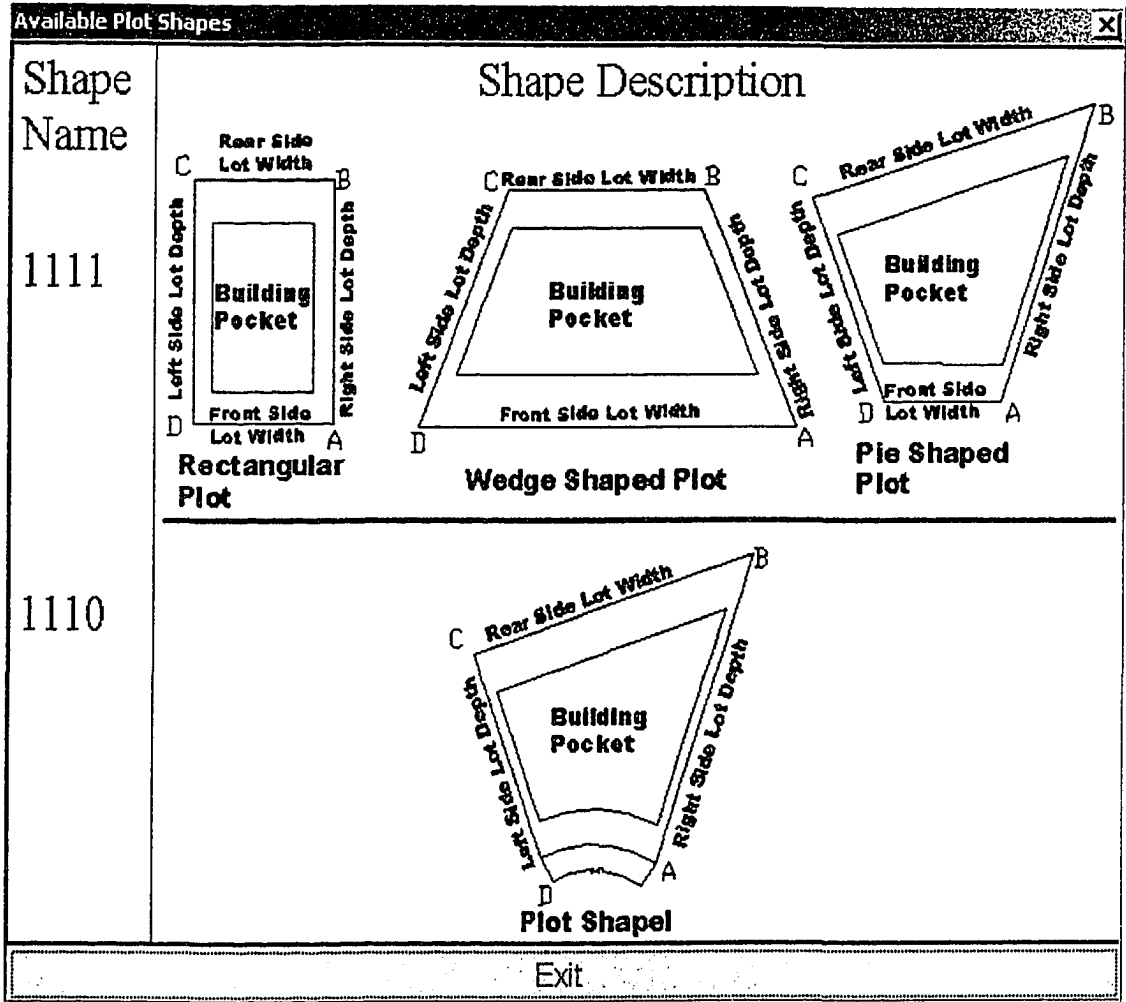 Available Plot Shapes
X
Shape
Name
Shape Description
1111
Rear Side
Lot Width
C
B
Left Side Lot Depth
Right Side Lot Depth
Building
Pocket
Front Side
Lot Width
D
A
Rectangular
Plot
C
Rear Side Lot Width
B
Left Side Lot Depth
Right Side Lot Depth
Building
Pocket
Front Side Lot Width
D
A
Wedge Shaped Plot
B
Rear Side Lot Width
C
Left Side Lot Depth
Right Side Lot Depth
Building
Pocket
Front Side
Lot Width
D
A
Pie Shaped
Plot
1110
B
Rear Side Lot Width
C
Left Side Lot Depth
Right Side Lot Depth
Building
Pocket
A
D
Plot Shapel
Exit